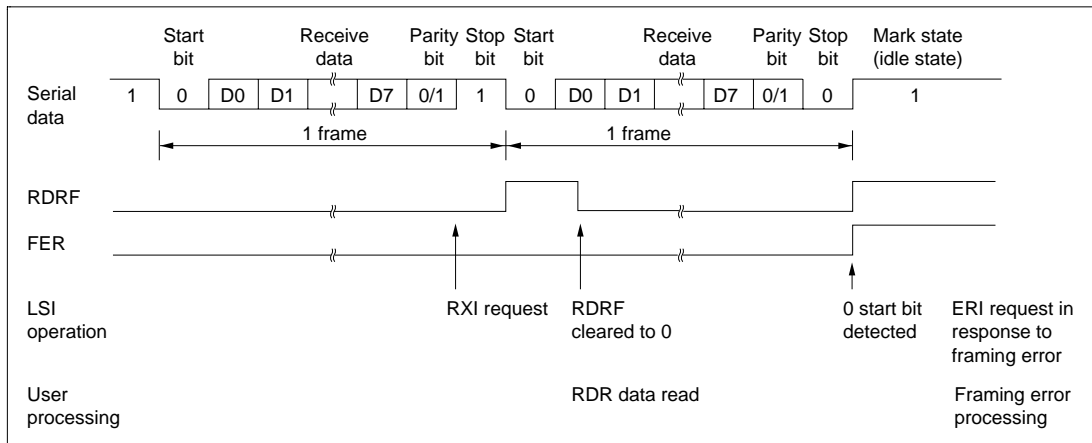 Start bit
Receive data
Parity bit
Stop bit
Start bit
Receive data
Parity bit
Stop bit
Mark state (idle state)
Serial data
1 0 D0 D1 D7 0/1 1 0 D0 D1 D7 0/1 0 1
1 frame 1 frame
RDRF
FER
LSI operation
RXI request
RDRF cleared to 0
0 start bit detected
ERI request in response to framing error
User processing
RDR data read
Framing error processing